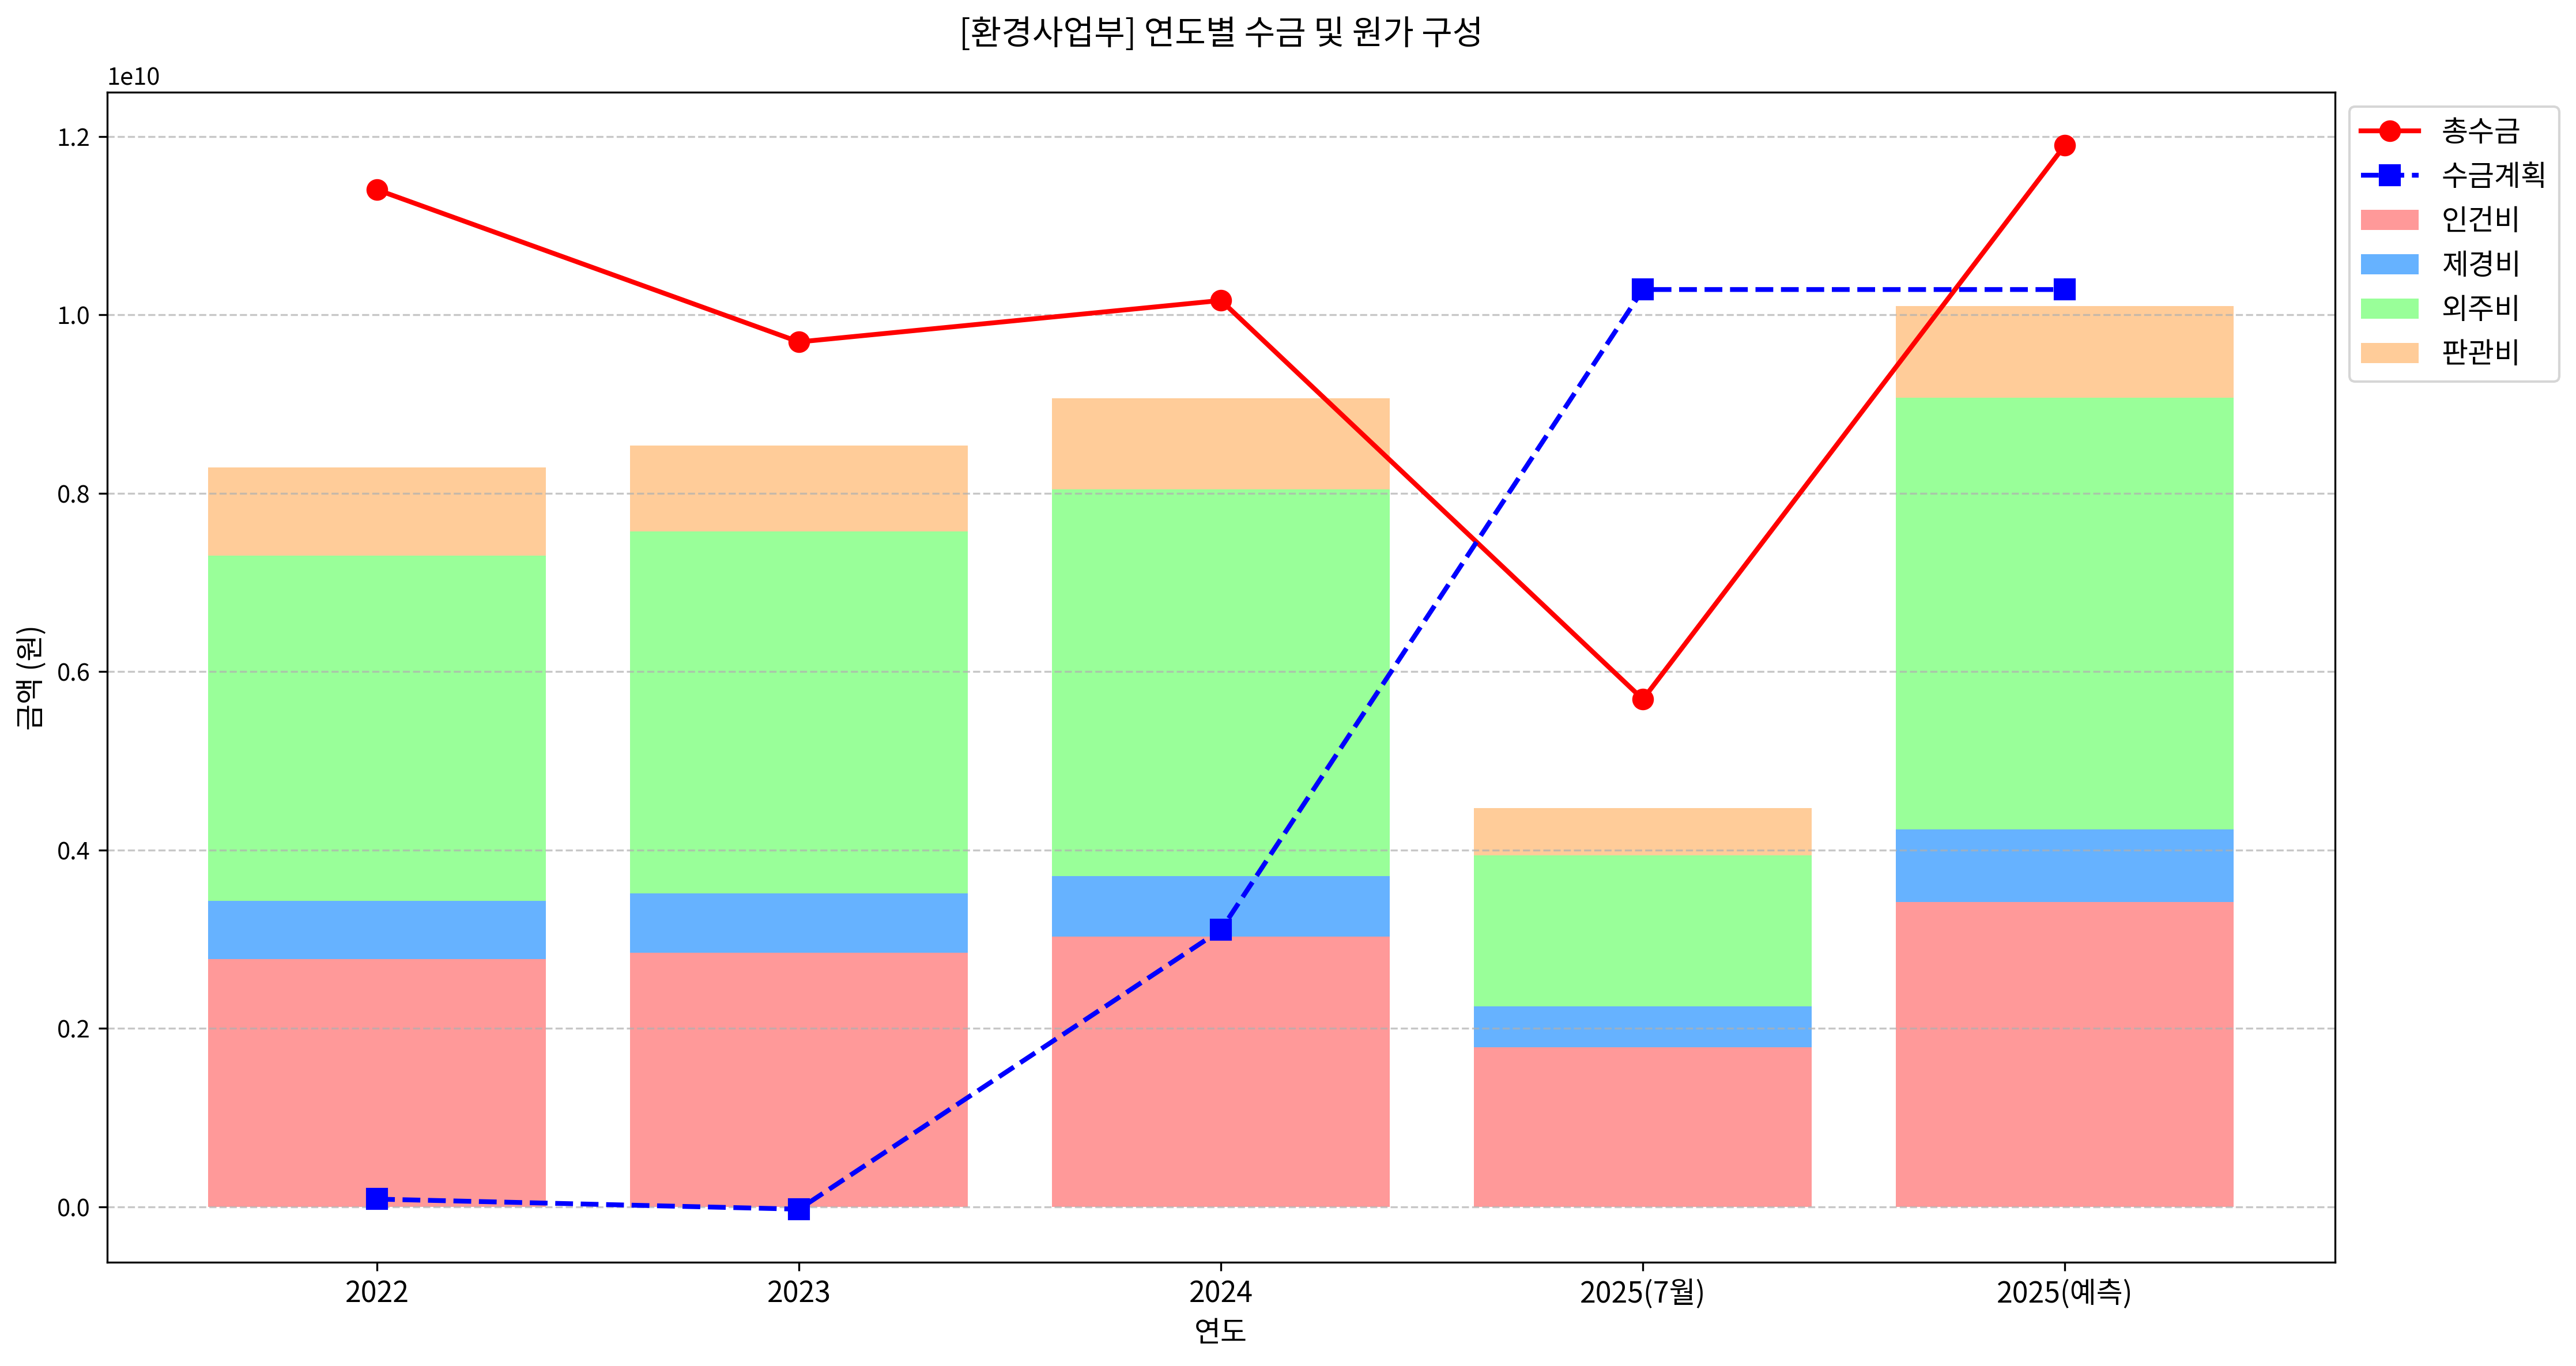 [환경사업부] 연도별 수금 및 원가 구성
1e10
1.2
1.0
0.8
0.6
0.4
0.2
0.0
금액 (원)
2022
2023
2024
2025(7월)
2025(예측)
연도
총수금
수금계획
인건비
제경비
외주비
판관비